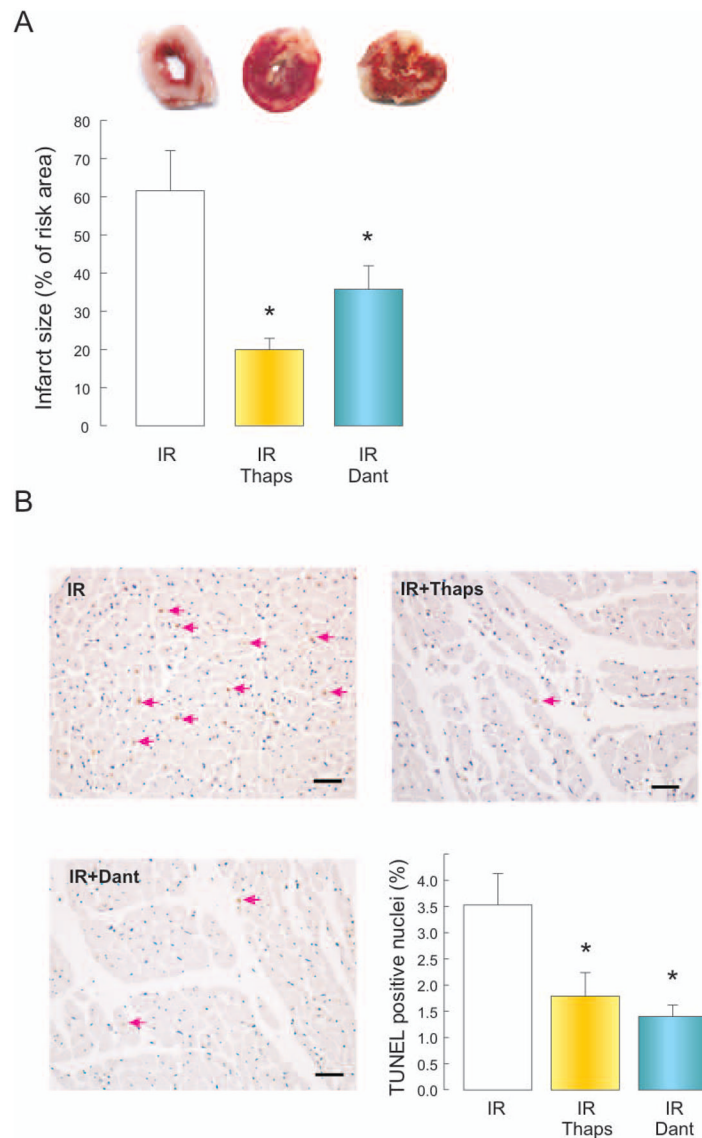 A
Infarct size (% of risk area)
80
70
60
50
40
30
20
10
0
*
*
IR
IR
Thaps
IR
Dant
B
IR
IR+Thaps
IR+Dant
TUNEL positive nuclei (%)
4.0
3.5
3.0
2.5
2.0
1.5
1.0
0.5
0.0
*
*
IR
IR
Thaps
IR
Dant